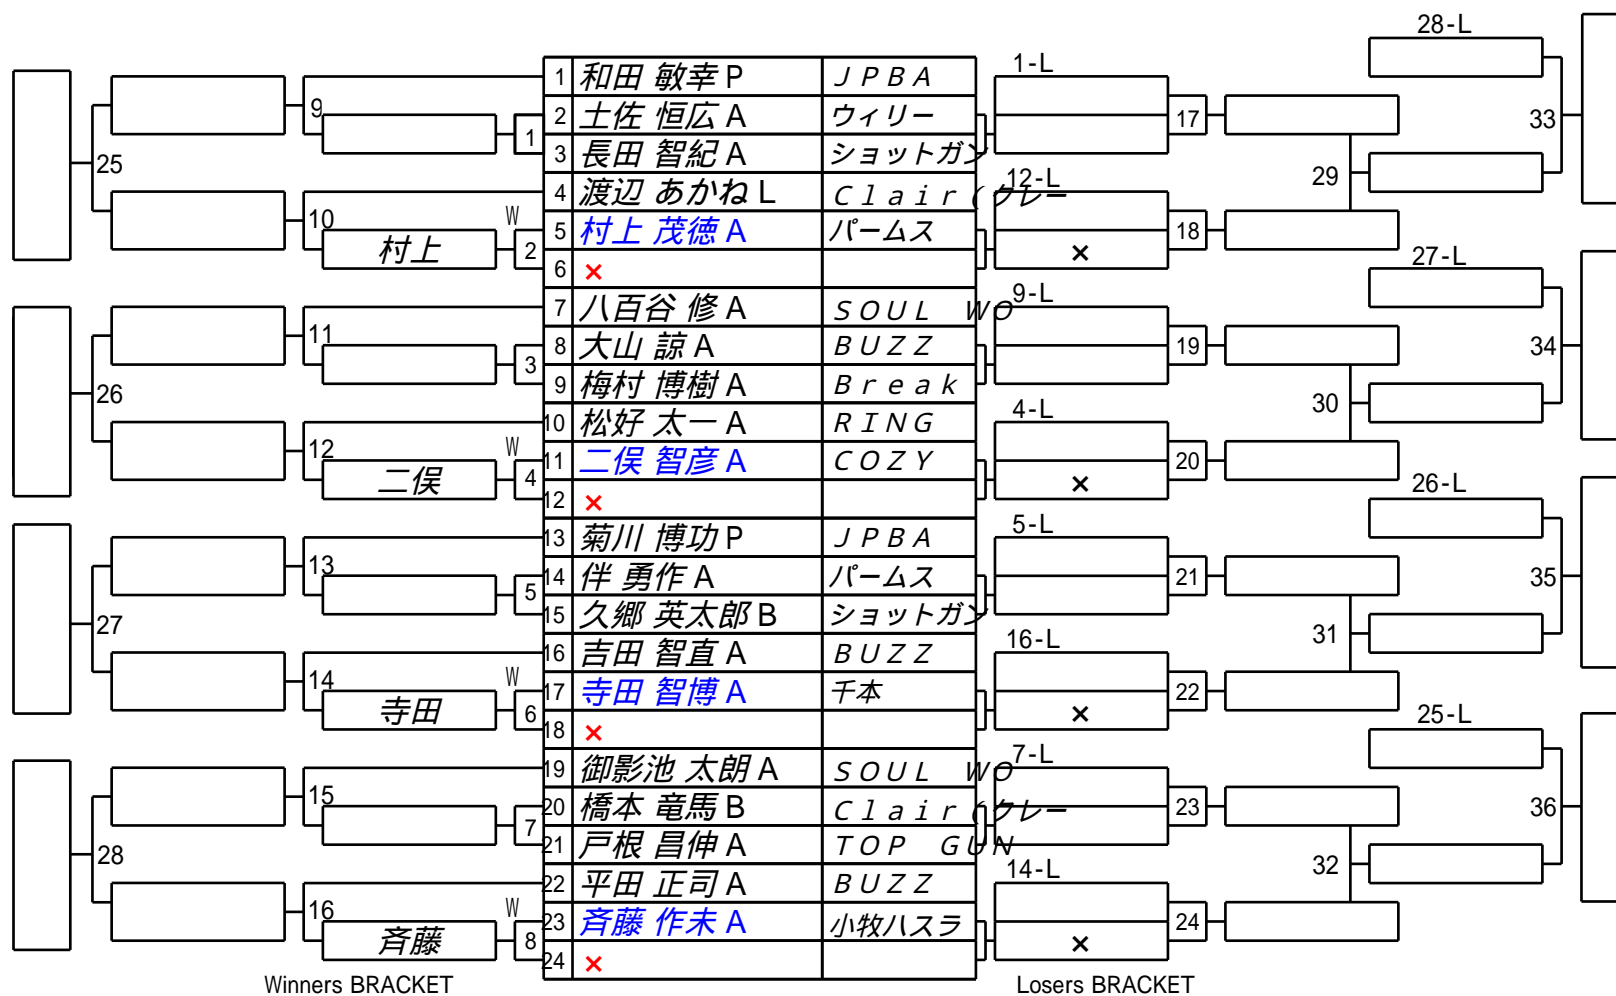 28-L
1-L
1 和田 敏幸 P ＪＰＢＡ
9
2 土佐 恒広 A ウィリー
17
33
1
3 長田 智紀 A ショットガン
25
29
12-L
4 渡辺 あかね L Ｃｌａｉｒ（クレー
10
W
村上
2
5 村上 茂徳 A パームス
18
×
6 ×
27-L
7 八百谷 修 A ＳＯＵＬ　ＷＯ
9-L
11
3
8 大山 諒 A ＢＵＺＺ
19
34
9 梅村 博樹 A Ｂｒｅａｋ
26
30
10 松好 太一 A ＲＩＮＧ
4-L
12
W
二俣
4
11 二俣 智彦 A ＣＯＺＹ
20
×
12 ×
26-L
13 菊川 博功 P ＪＰＢＡ
5-L
13
5
14 伴 勇作 A パームス
21
35
15 久郷 英太郎 B ショットガン
27
31
16 吉田 智直 A ＢＵＺＺ
16-L
14
W
寺田
6
17 寺田 智博 A 千本
22
×
18 ×
25-L
19 御影池 太朗 A ＳＯＵＬ　ＷＯ
7-L
15
7
20 橋本 竜馬 B Ｃｌａｉｒ（クレー
23
36
21 戸根 昌伸 A ＴＯＰ　ＧＵＮ
28
32
22 平田 正司 A ＢＵＺＺ
14-L
16
W
斉藤
8
23 斉藤 作未 A 小牧ハスラ
24
×
24 ×
Winners BRACKET
Losers BRACKET